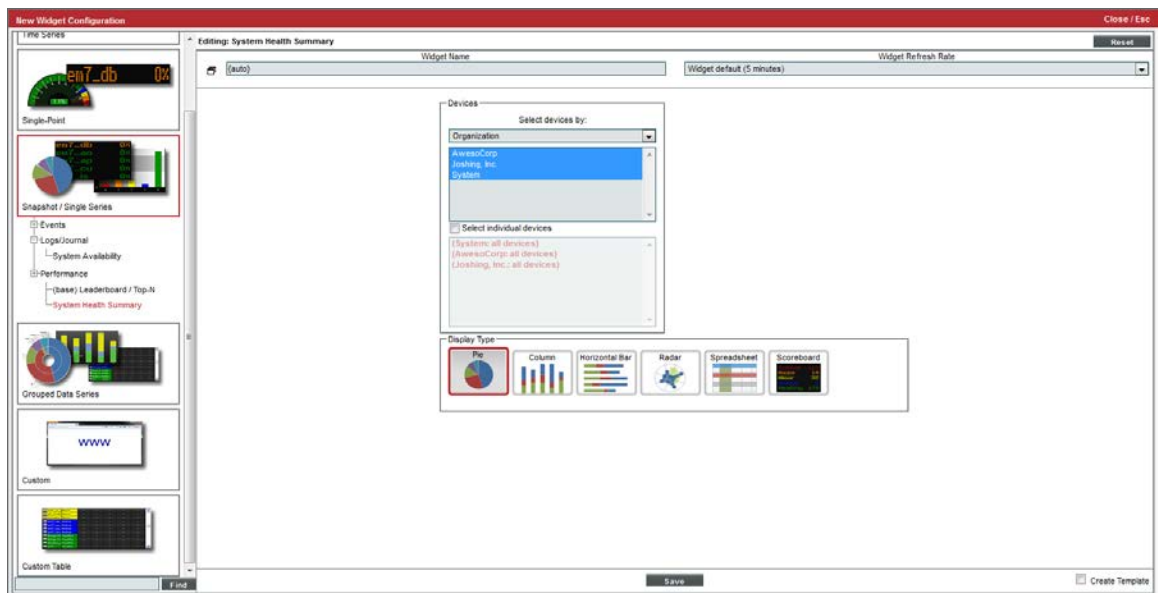 New Widget Configuration
Close / Esc
Time Series
em7_db 0%
Single-Point
Snapshot / Single Series
Events
Logs/Journal
System Availability
Performance
(base) Leaderboard / Top-N
System Health Summary
Grouped Data Series
www
Custom
Custom Table
Find
Editing: System Health Summary
Reset
Widget Name
Widget Refresh Rate
{auto}
Widget default (5 minutes)
Devices
Select devices by:
Organization
AwesoCorp
Joshing, Inc.
System
Select individual devices
(System: all devices)
(AwesoCorp: all devices)
(Joshing, Inc.: all devices)
Display Type
Pie
Column
Horizontal Bar
Radar
Spreadsheet
Scoreboard
Save
Create Template